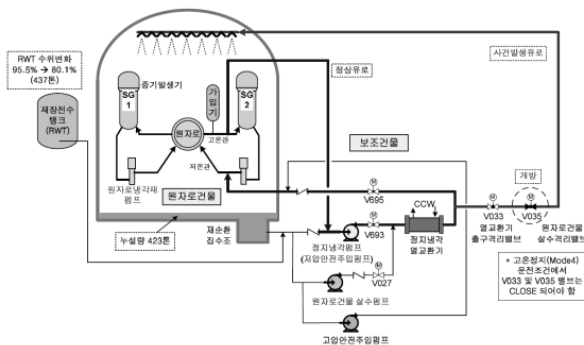 사건발생유로
RWT 수위변화
95.5% → 80.1%
(437톤)
정상유로
SG
1
증기발생기
가압기
SG
2
재장전수
탱크
(RWT)
원자로
고온관
저온관
보조건물
원자로냉각재
펌프
원자로건물
개방
V695
CCW
V033
V035
열교환기
출구격리밸브
원자로건물
살수격리밸브
누설량 423톤
재순환
집수조
V693
정지냉각펌프
(저압안전주입펌프)
정지냉각
열교환기
V027
원자로건물 살수펌프
* 고온정지(Mode4)
운전조건에서
V033 및 V035 밸브는
CLOSE 되어야 함
고압안전주입펌프
M
M
M
M
M